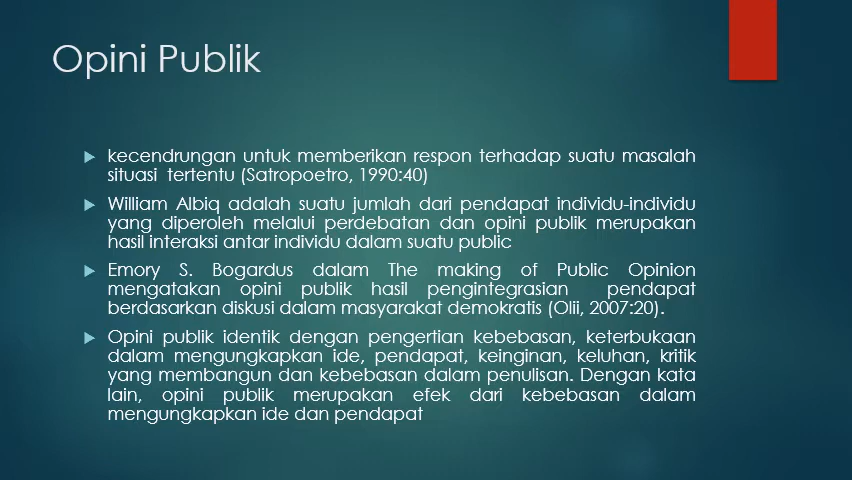 Opini Publik
kecendrungan untuk memberikan respon terhadap suatu masalah
situasi tertentu (Satropoetro, 1990:40)
William Albiq adalah suatu jumlah dari pendapat individu-individu
yang diperoleh melalui perdebatan dan opini publik merupakan
hasil interaksi antar individu dalam suatu public
Emory S. Bogardus dalam The making of Public Opinion
mengatakan opini publik hasil pengintegrasian pendapat
berdasarkan diskusi dalam masyarakat demokratis (Olii, 2007:20).
Opini publik identik dengan pengertian kebebasan, keterbukaan
dalam mengungkapkan ide, pendapat, keinginan, keluhan, kritik
yang membangun dan kebebasan dalam penulisan. Dengan kata
lain, opini publik merupakan efek dari kebebasan dalam
mengungkapkan ide dan pendapat